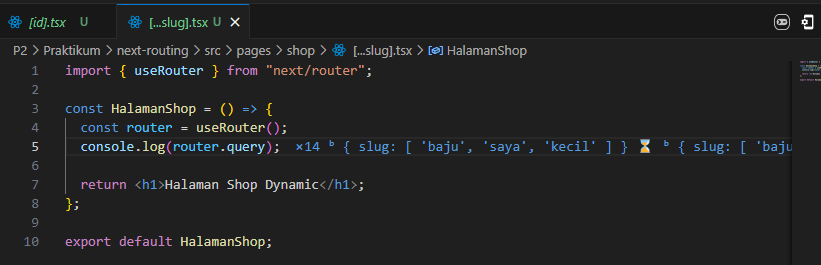 [id].tsx U [...slug].tsx U
P2 > Praktikum > next-routing > src > pages > shop > [...slug].tsx > HalamanShop
1 import { useRouter } from "next/router";
2
3 const HalamanShop = () => {
4 const router = useRouter();
5 console.log(router.query); ×14 ᵇ { slug: [ 'baju', 'saya', 'kecil' ] } ⌛ ᵇ { slug: [ 'baju
6
7 return <h1>Halaman Shop Dynamic</h1>;
8 };
9
10 export default HalamanShop;